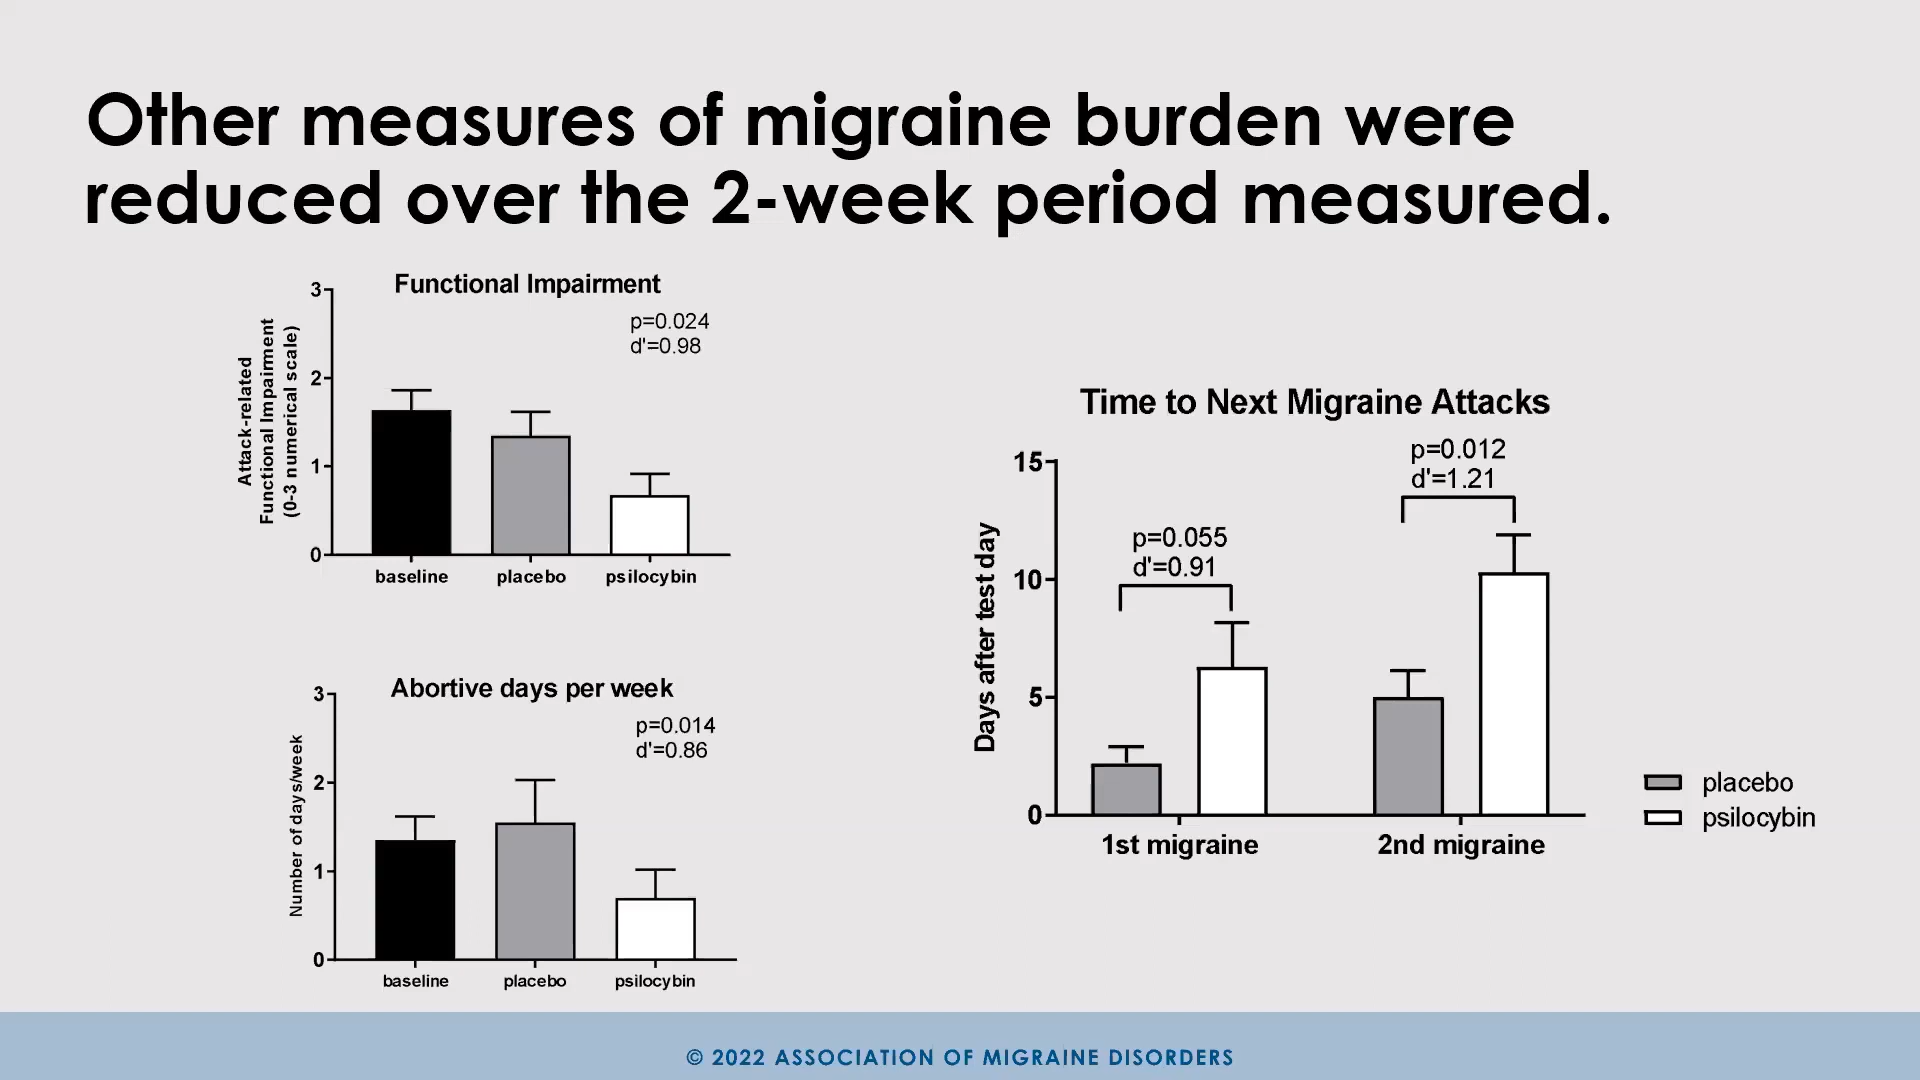 Other measures of migraine burden were
reduced over the 2-week period measured.
Functional Impairment
p=0.024
d'=0.98
Attack-related
Functional Impairment
(0-3 numerical scale)
3
2
1
0
baseline placebo psilocybin
Abortive days per week
p=0.014
d'=0.86
Number of days/week
3
2
1
0
baseline placebo psilocybin
Time to Next Migraine Attacks
p=0.012
d'=1.21
p=0.055
d'=0.91
Days after test day
15
10
5
0
1st migraine 2nd migraine
placebo
psilocybin
© 2022 ASSOCIATION OF MIGRAINE DISORDERS